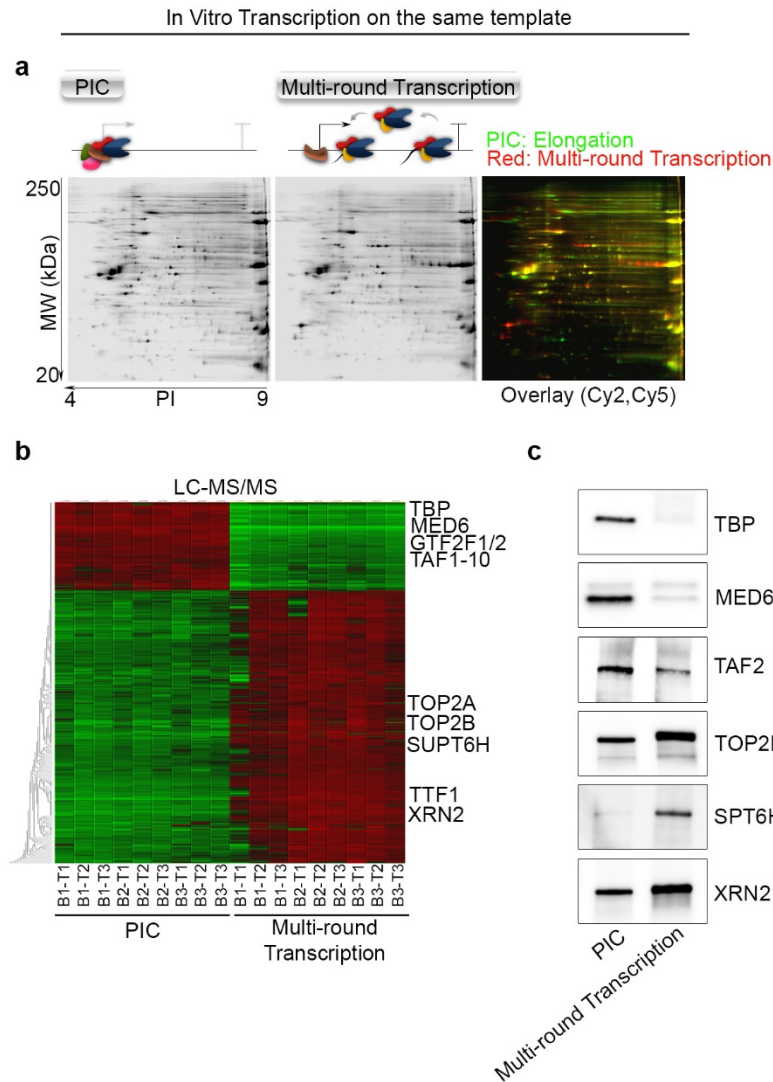 In Vitro Transcription on the same template
a
PIC
Multi-round Transcription
PIC: Elongation
Red: Multi-round Transcription
250
MW (kDa)
20
4
PI
9
Overlay (Cy2,Cy5)
b
LC-MS/MS
TBP
MED6
GTF2F1/2
TAF1-10
TOP2A
TOP2B
SUPT6H
TTF1
XRN2
B1-T1
B1-T2
B1-T3
B2-T1
B2-T2
B2-T3
B3-T1
B3-T2
B3-T3
B1-T1
B1-T2
B1-T3
B2-T1
B2-T2
B2-T3
B3-T1
B3-T2
B3-T3
PIC
Multi-round
Transcription
c
TBP
MED6
TAF2
TOP2
SPT6H
XRN2
PIC
Multi-round Transcription